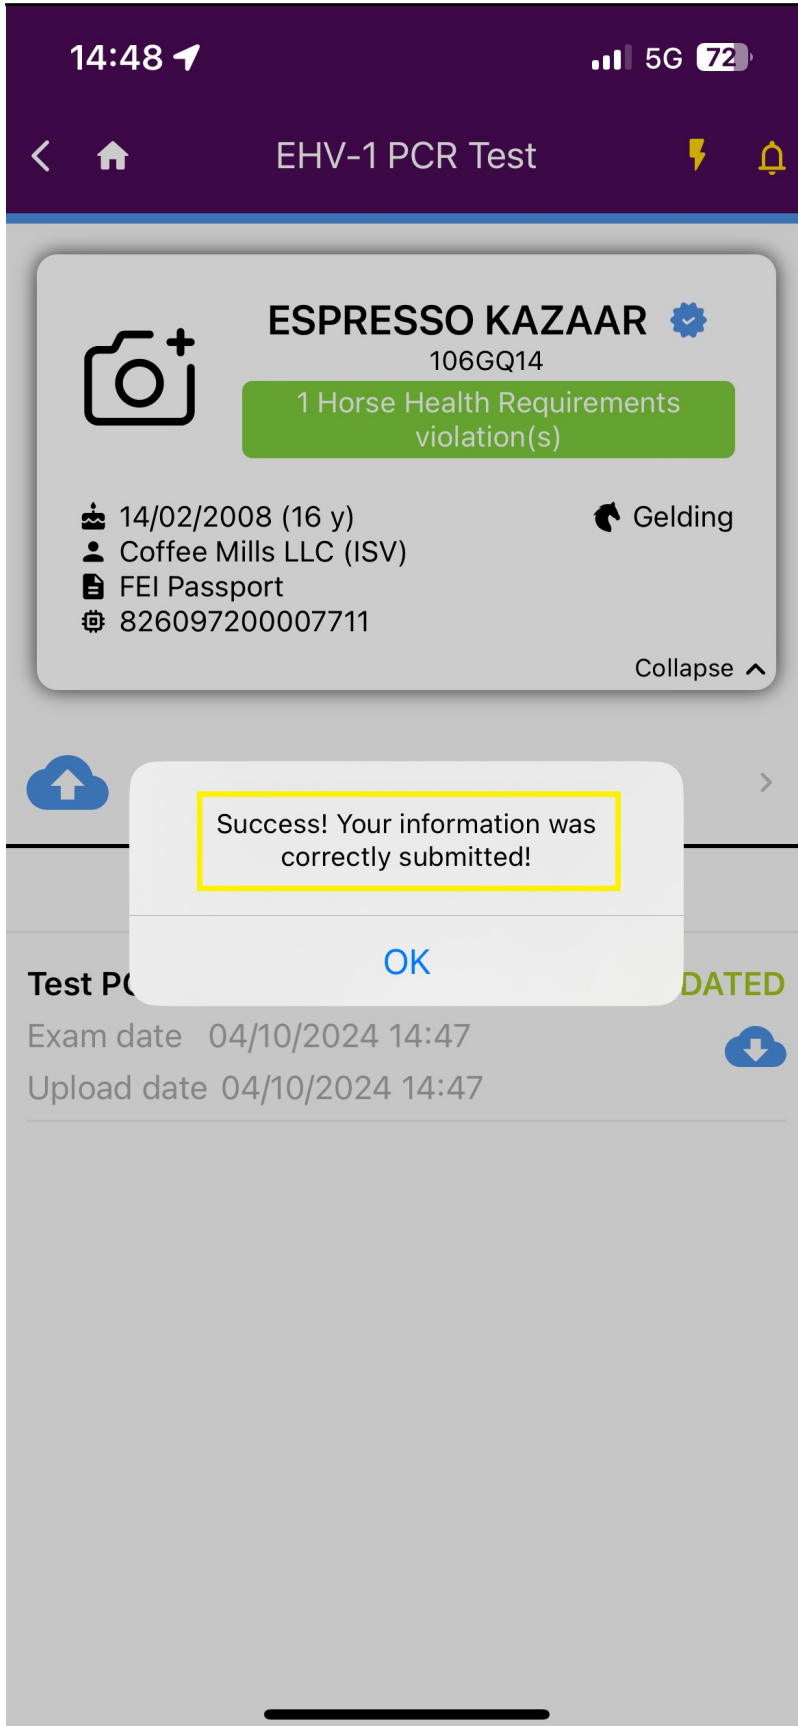 14:48
5G 72
EHV-1 PCR Test
ESPRESSO KAZAAR
106GQ14
1 Horse Health Requirements
violation(s)
14/02/2008 (16 y)
Gelding
Coffee Mills LLC (ISV)
FEI Passport
826097200007711
Collapse
Success! Your information was
correctly submitted!
OK
Test PC
DATED
Exam date 04/10/2024 14:47
Upload date 04/10/2024 14:47